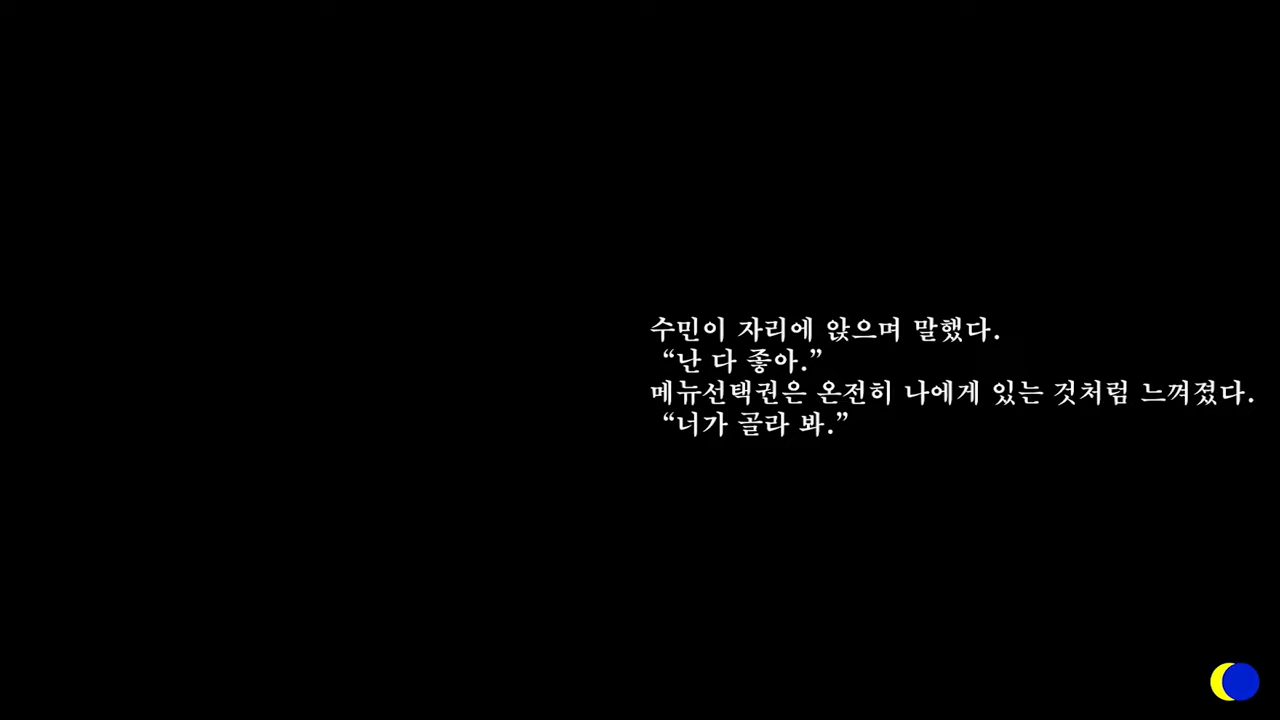 수민이 자리에 앉으며 말했다.
“난 다 좋아.”
메뉴선택권은 온전히 나에게 있는 것처럼 느껴졌다.
“너가 골라 봐.”